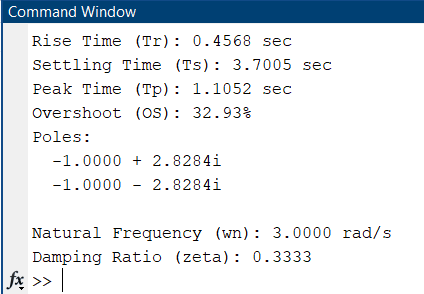 Command Window
Rise Time (Tr): 0.4568 sec
Settling Time (Ts): 3.7005 sec
Peak Time (Tp): 1.1052 sec
Overshoot (OS): 32.93%
Poles:
-1.0000 + 2.8284i
-1.0000 - 2.8284i
Natural Frequency (wn): 3.0000 rad/s
Damping Ratio (zeta): 0.3333
fx >>